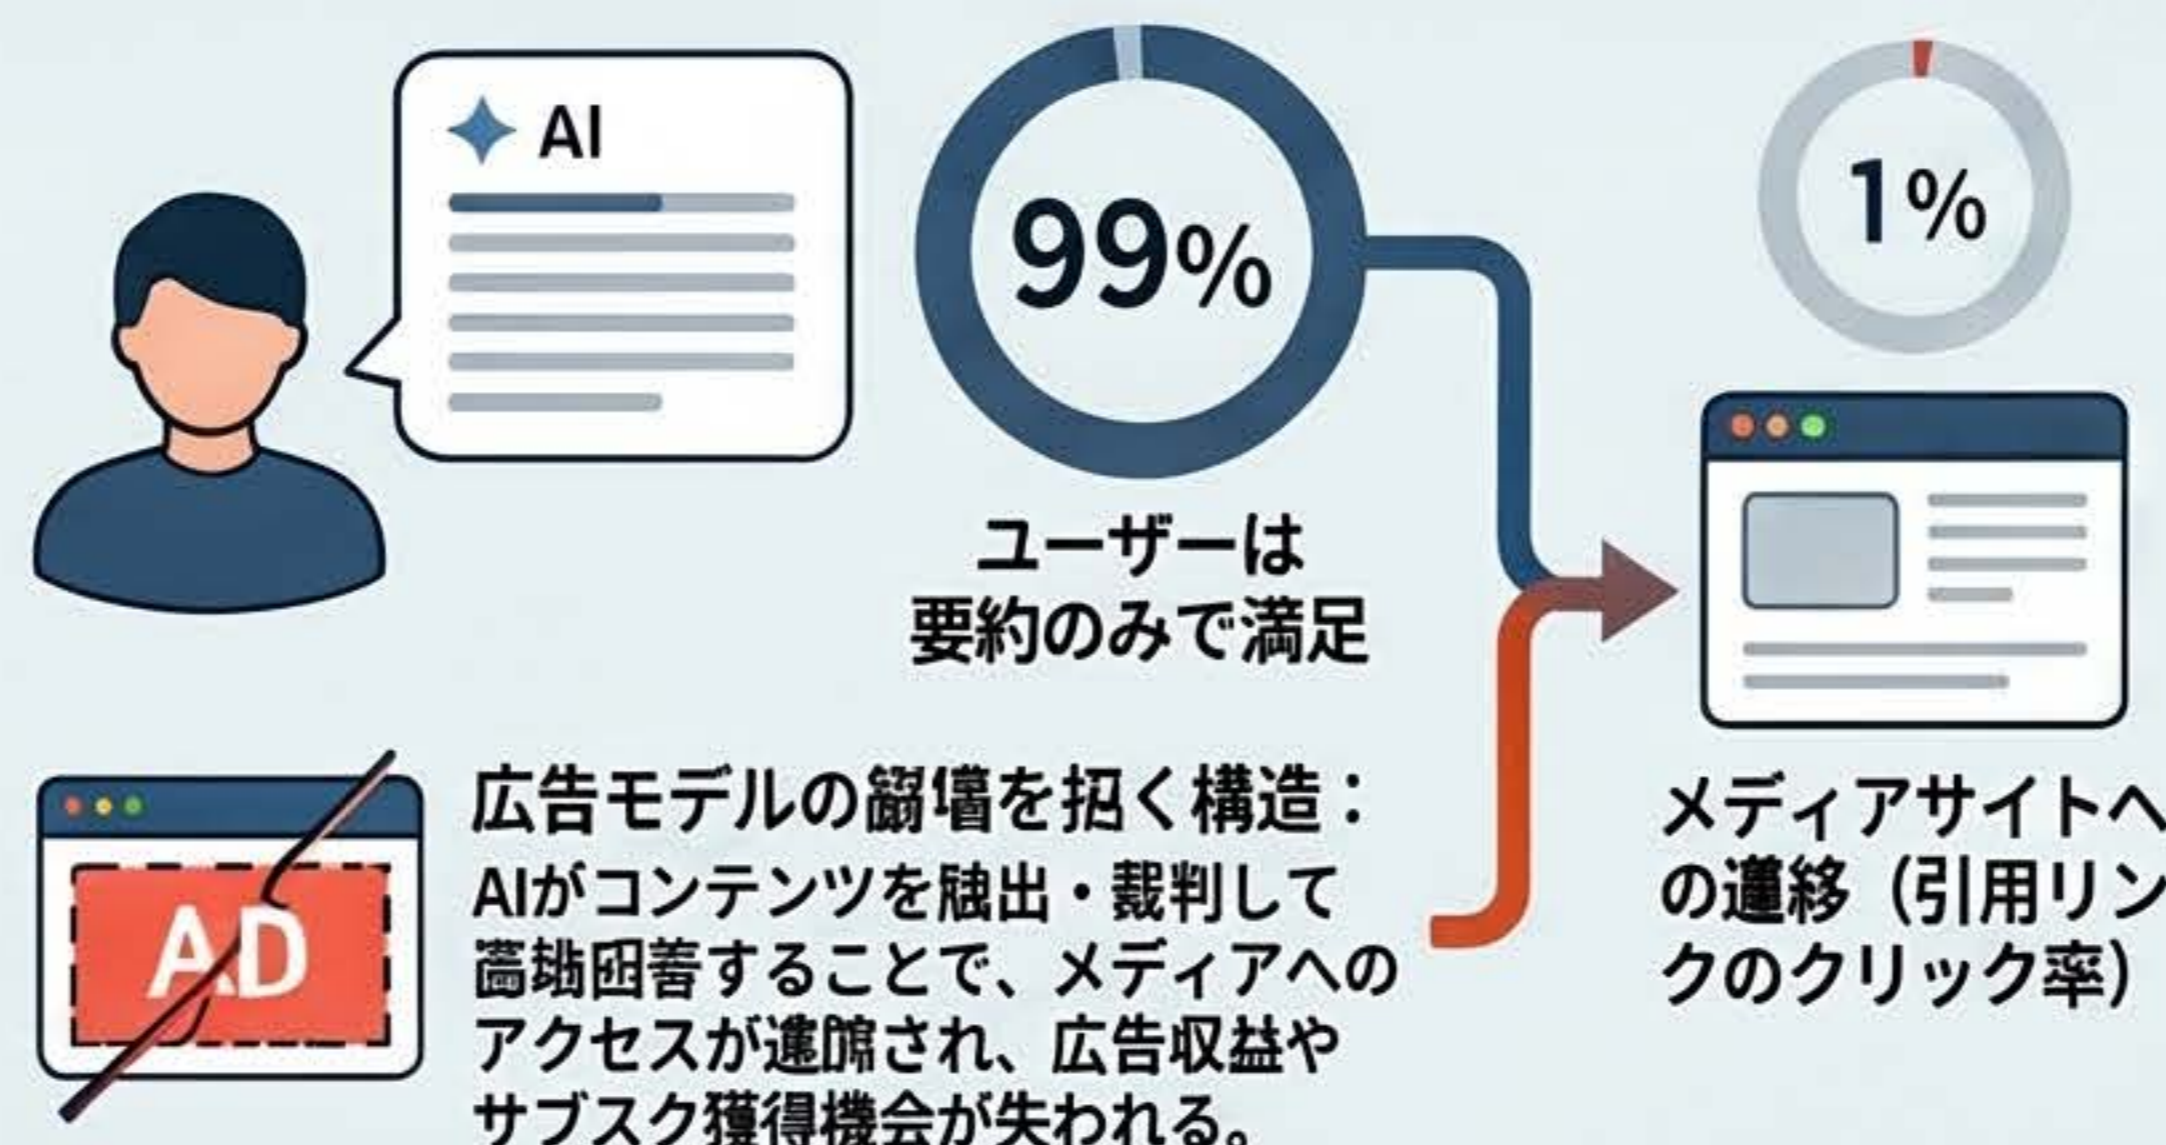 AI
99%
1%
ユーザーは
要約のみで満足
広告モデルの を招く構造：
AIがコンテンツを 出・裁判して
善することで、メディアへの
アクセスが され、広告収益や
サブスク獲得機会が失われる。
AD
メディアサイトへ
の 移（引用リン
クのクリック率）